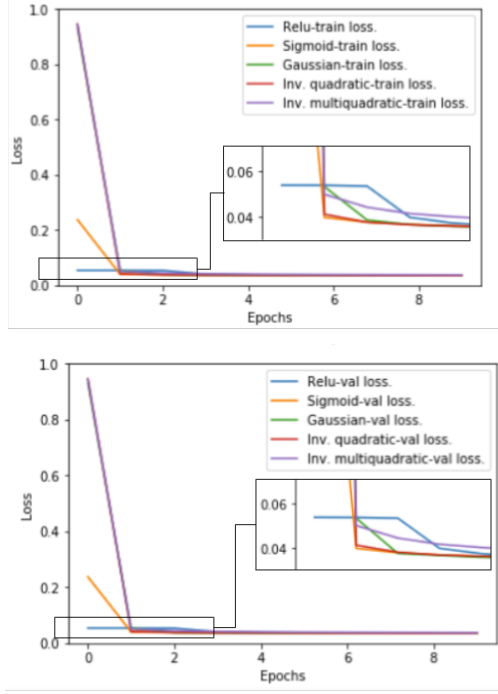 1.0
0.8
0.6
0.4
0.2
0.0
Loss
Relu-train loss.
Sigmoid-train loss.
Gaussian-train loss.
Inv. quadratic-train loss.
Inv. multiquadratic-train loss.
0.06
0.04
0 2 4 6 8
Epochs
1.0
0.8
0.6
0.4
0.2
0.0
Loss
Relu-val loss.
Sigmoid-val loss.
Gaussian-val loss.
Inv. quadratic-val loss.
Inv. multiquadratic-val loss.
0.06
0.04
0 2 4 6 8
Epochs